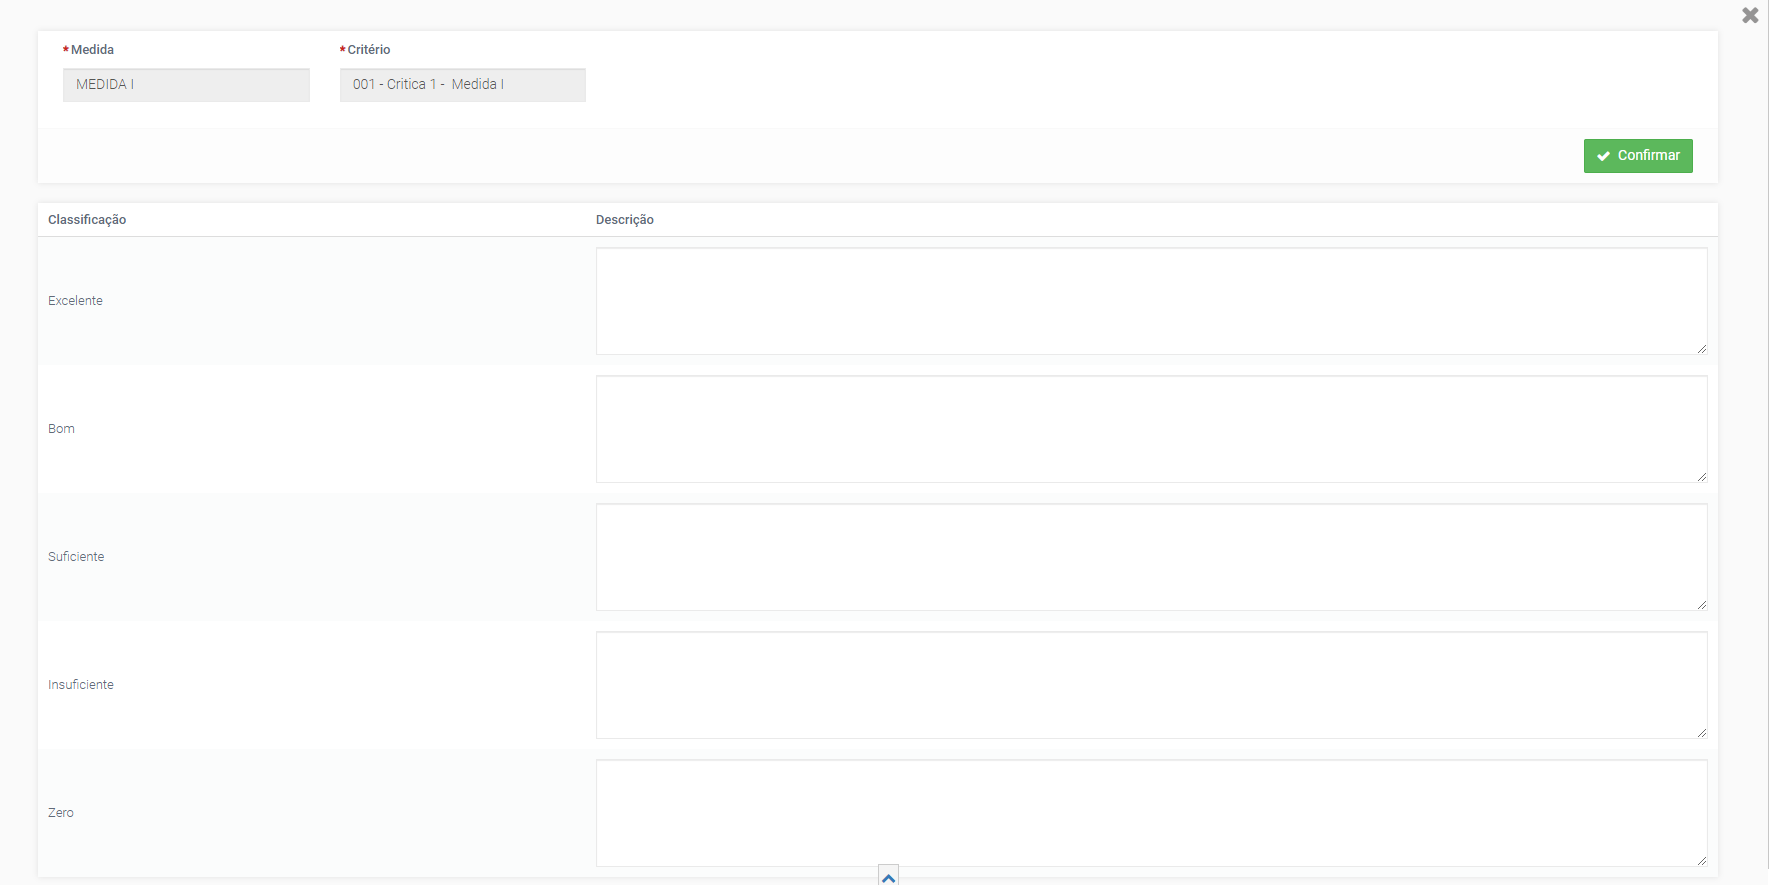 * Medida
* Critério
MEDIDA I
001 - Critica 1 -  Medida I
Confirmar
Classificação
Descrição
Excelente
Bom
Suficiente
Insuficiente
Zero